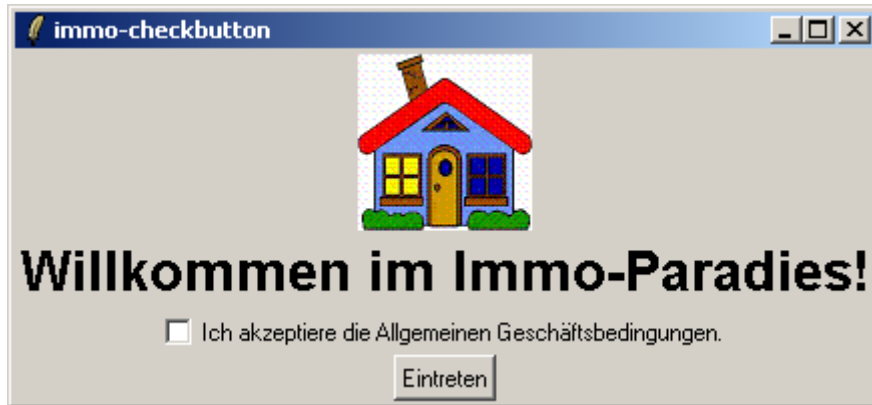 immo-checkbutton
Willkommen im Immo-Paradies!
Ich akzeptiere die Allgemeinen Geschäftsbedingungen.
Eintreten